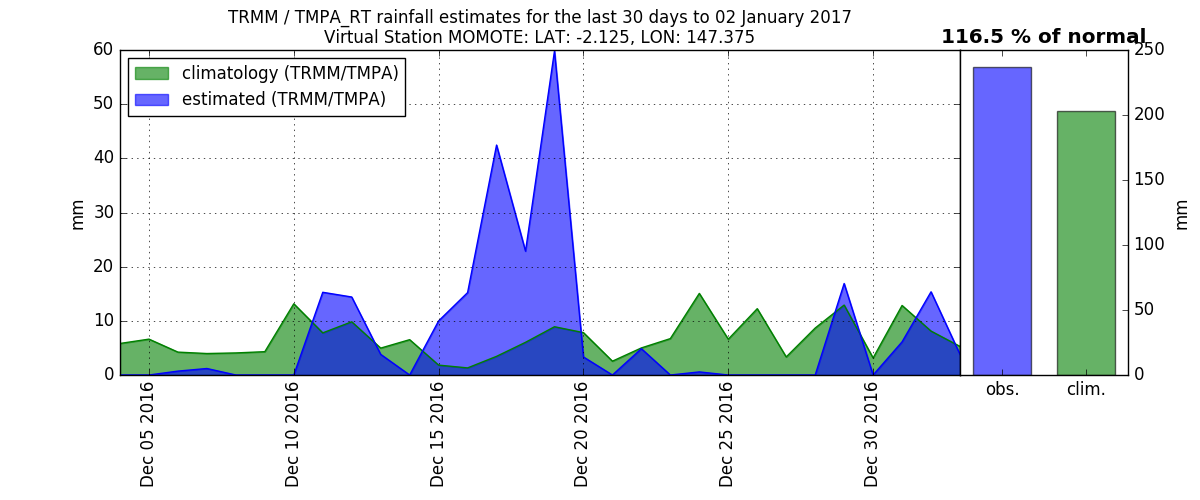 TRMM / TMPA_RT rainfall estimates for the last 30 days to 02 January 2017
Virtual Station MOMOTE: LAT: -2.125, LON: 147.375
116.5 % of normal
climatology (TRMM/TMPA)
estimated (TRMM/TMPA)
60
50
40
30
20
10
0
mm
Dec 05 2016
Dec 10 2016
Dec 15 2016
Dec 20 2016
Dec 25 2016
Dec 30 2016
250
200
150
100
50
0
mm
obs.
clim.